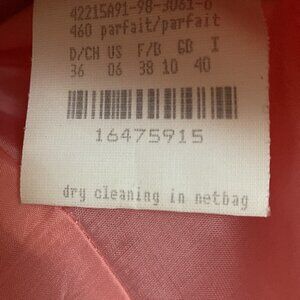 42215A91-98-3061-6
460 parfait/parfait
D/CH US F/B GB I
36 06 38 10 40
16475915
dry cleaning in netbag